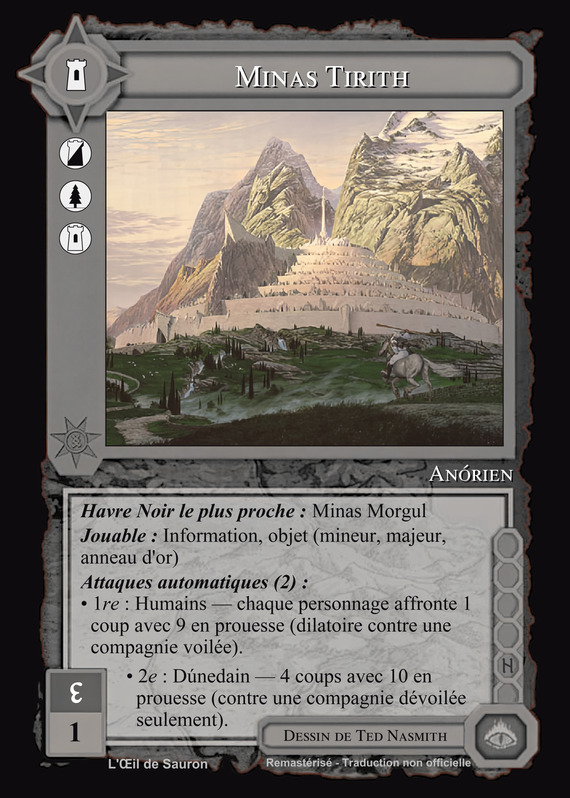 Minas Tirith
Anórien
Havre Noir le plus proche : Minas Morgul
Jouable : Information, objet (mineur, majeur,
anneau d'or)
Attaques automatiques (2) :
• 1re : Humains — chaque personnage affronte 1
coup avec 9 en prouesse (dilatoire contre une
compagnie voilée).
• 2e : Dúnedain — 4 coups avec 10 en
prouesse (contre une compagnie dévoilée
seulement).
1
Dessin de Ted Nasmith
L'Œil de Sauron
Remastérisé - Traduction non officielle